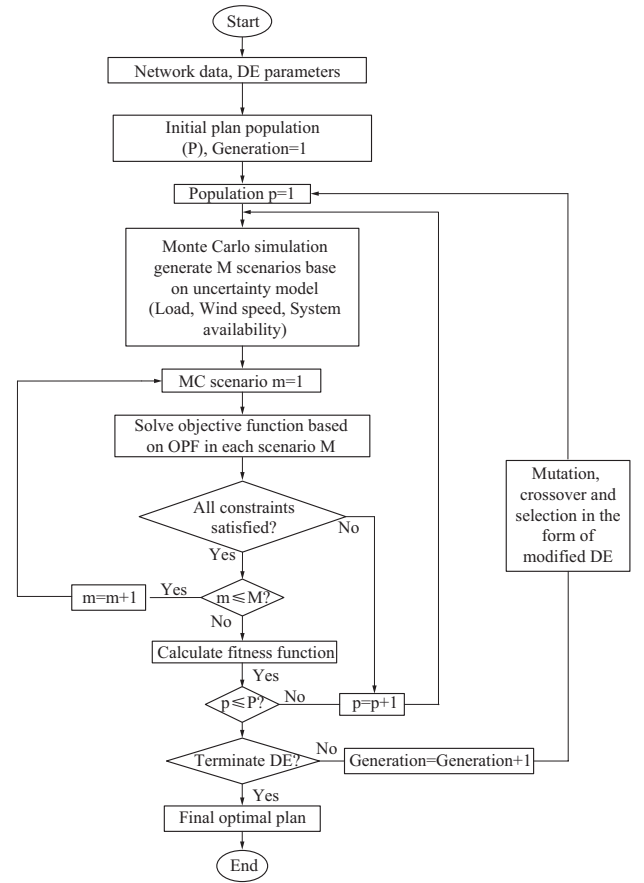 Start
Network data, DE parameters
Initial plan population
(P), Generation=1
Population p=1
Monte Carlo simulation
generate M scenarios base
on uncertainty model
(Load, Wind speed, System
availability)
MC scenario m=1
Solve objective function based
on OPF in each scenario M
All constraints
satisfied?
No
Yes
Mutation,
crossover and
selection in the
form of
modified DE
m=m+1
Yes
m⩽M?
No
Calculate fitness function
Yes
p⩽P?
No
p=p+1
Terminate DE?
No
Generation=Generation+1
Yes
Final optimal plan
End